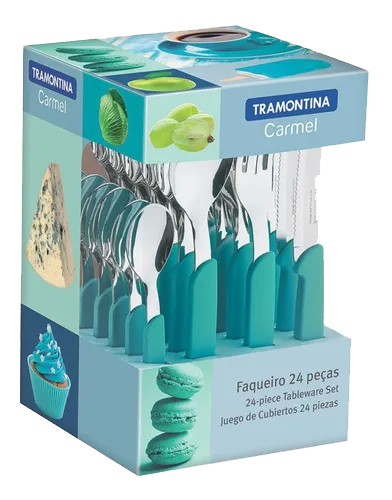 TRAMONTINA
Carmel
TRAMONTINA
Carmel
Faqueiro 24 peças
24-piece Tableware Set
Juego de Cubiertos 24 piezas